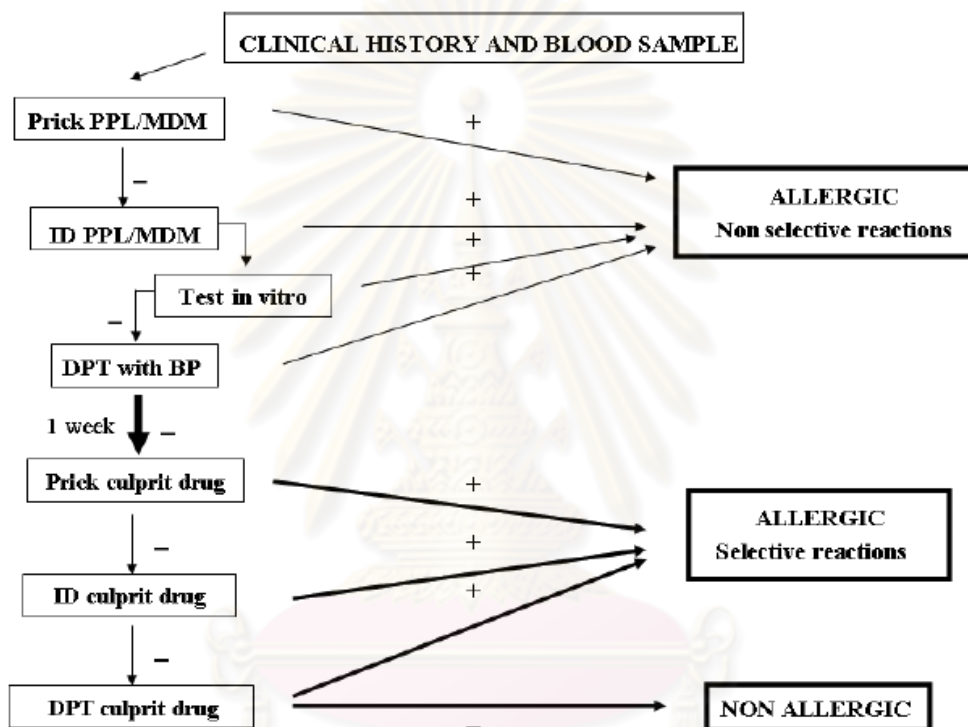 CLINICAL HISTORY AND BLOOD SAMPLE
Prick PPL/MDM
+
–
ALLERGIC
Non selective reactions
+
ID PPL/MDM
+
+
Test in vitro
–
DPT with BP
1 week
–
Prick culprit drug
+
ALLERGIC
Selective reactions
–
+
ID culprit drug
+
–
DPT culprit drug
NON ALLERGIC
–